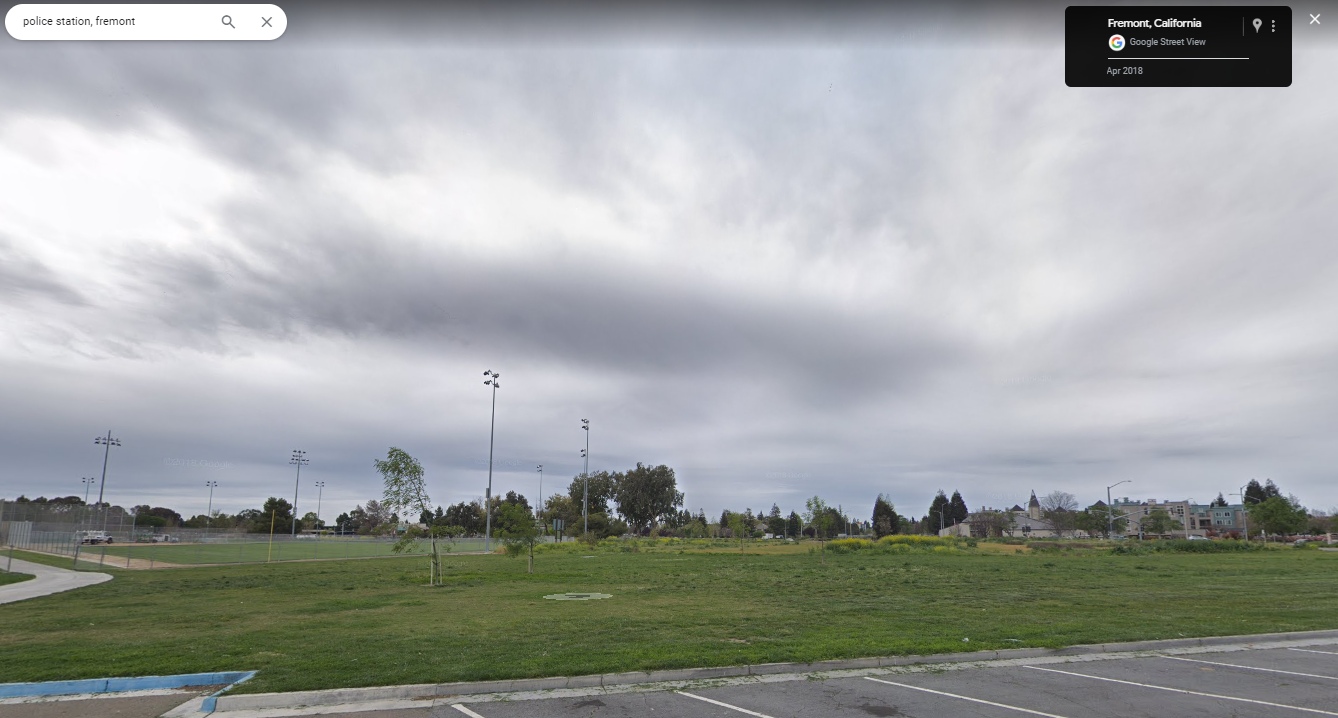 police station, fremont
Fremont, California
Google Street View
Apr 2018